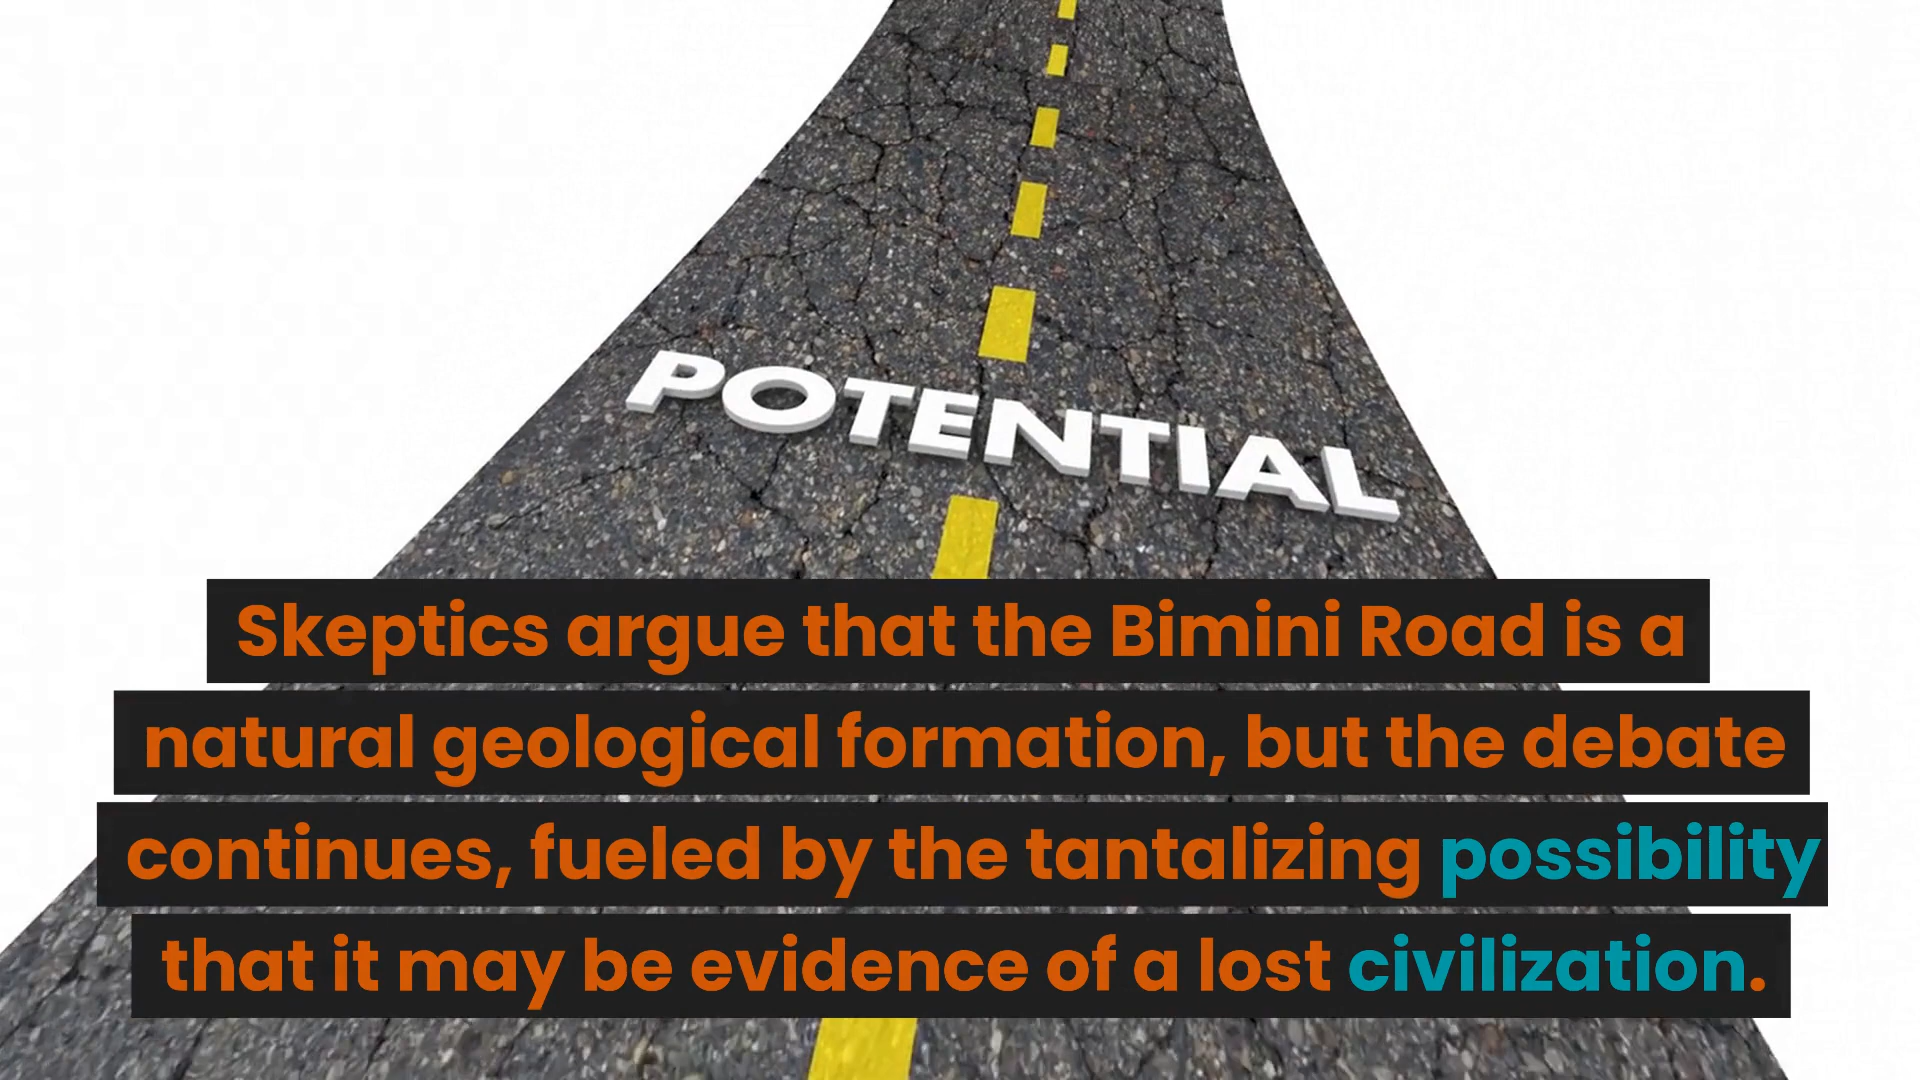 POTENTIAL
Skeptics argue that the Bimini Road is a
natural geological formation, but the debate
continues, fueled by the tantalizing possibility
that it may be evidence of a lost civilization.